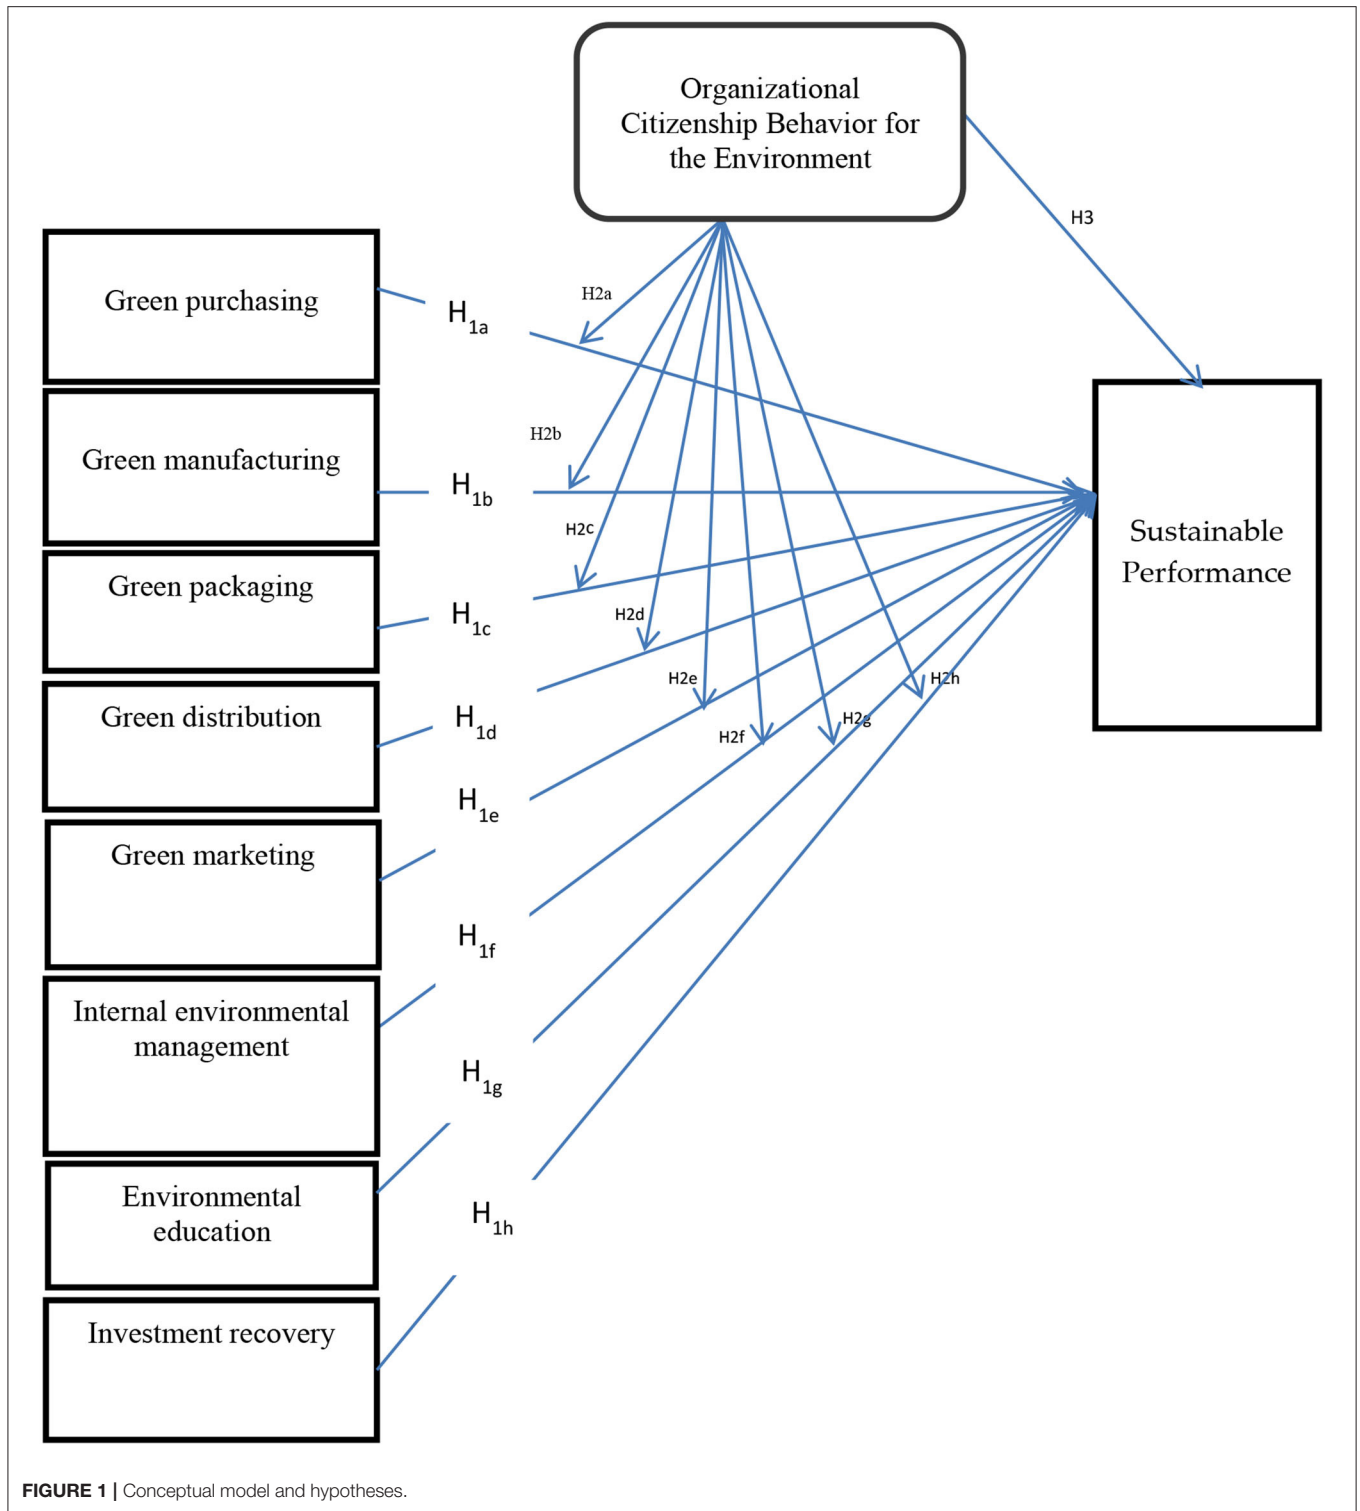 Organizational
Citizenship Behavior for
the Environment
H3
Green purchasing
H1a
H2a
Green manufacturing
H1b
H2b
Green packaging
H1c
H2c
Sustainable
Performance
Green distribution
H1d
H2d
Green marketing
H1e
H2e
Internal environmental
management
H1f
H2f
Environmental
education
H1g
H2g
Investment recovery
H1h
H2h
FIGURE 1 | Conceptual model and hypotheses.